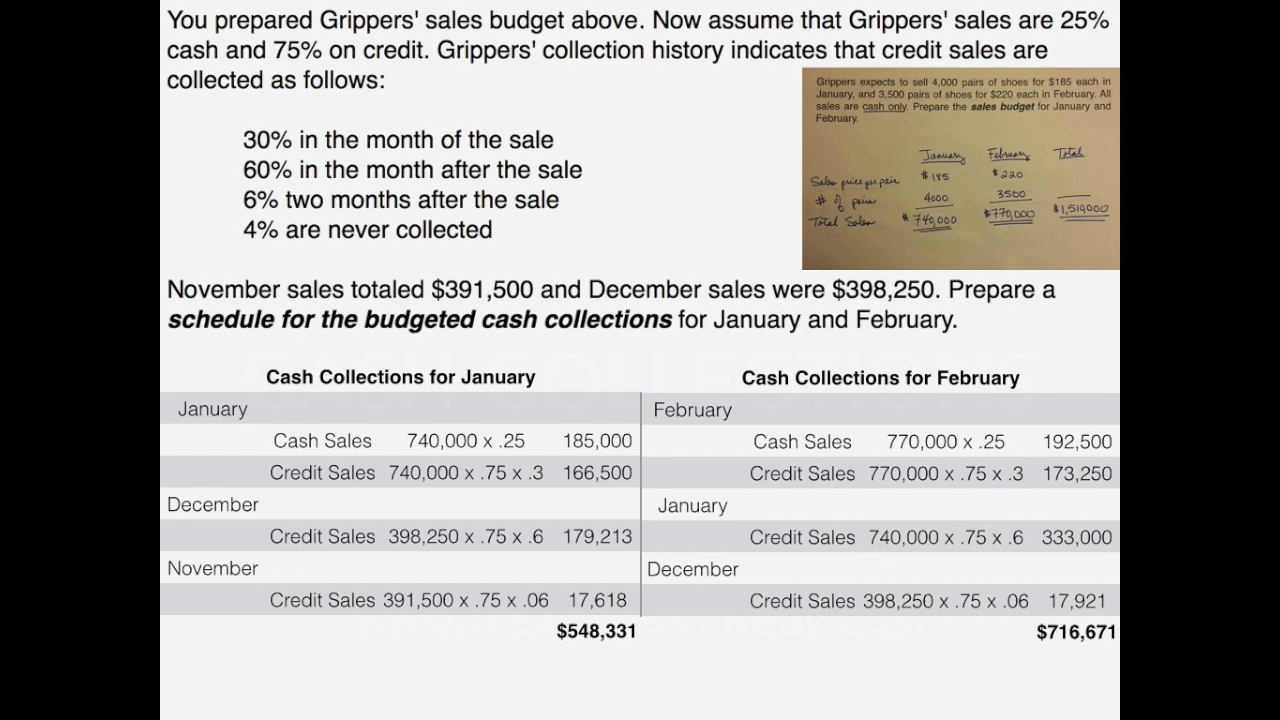 You prepared Grippers' sales budget above. Now assume that Grippers' sales are 25%
cash and 75% on credit. Grippers' collection history indicates that credit sales are
collected as follows:
30% in the month of the sale
60% in the month after the sale
6% two months after the sale
4% are never collected
Grippers expects to sell 4,000 pairs of shoes for $185 each in
January, and 3,500 pairs of shoes for $220 each in February. All
sales are cash only. Prepare the sales budget for January and
February.
January February Total
Sales price per pair $185 $220
# of pairs 4000 3500
Total Sales $740,000 $770,000 $1,510,000
November sales totaled $391,500 and December sales were $398,250. Prepare a
schedule for the budgeted cash collections for January and February.
Cash Collections for January
January
Cash Sales 740,000 x .25 185,000
Credit Sales 740,000 x .75 x .3 166,500
December
Credit Sales 398,250 x .75 x .6 179,213
November
Credit Sales 391,500 x .75 x .06 17,618
$548,331
Cash Collections for February
February
Cash Sales 770,000 x .25 192,500
Credit Sales 770,000 x .75 x .3 173,250
January
Credit Sales 740,000 x .75 x .6 333,000
December
Credit Sales 398,250 x .75 x .06 17,921
$716,671